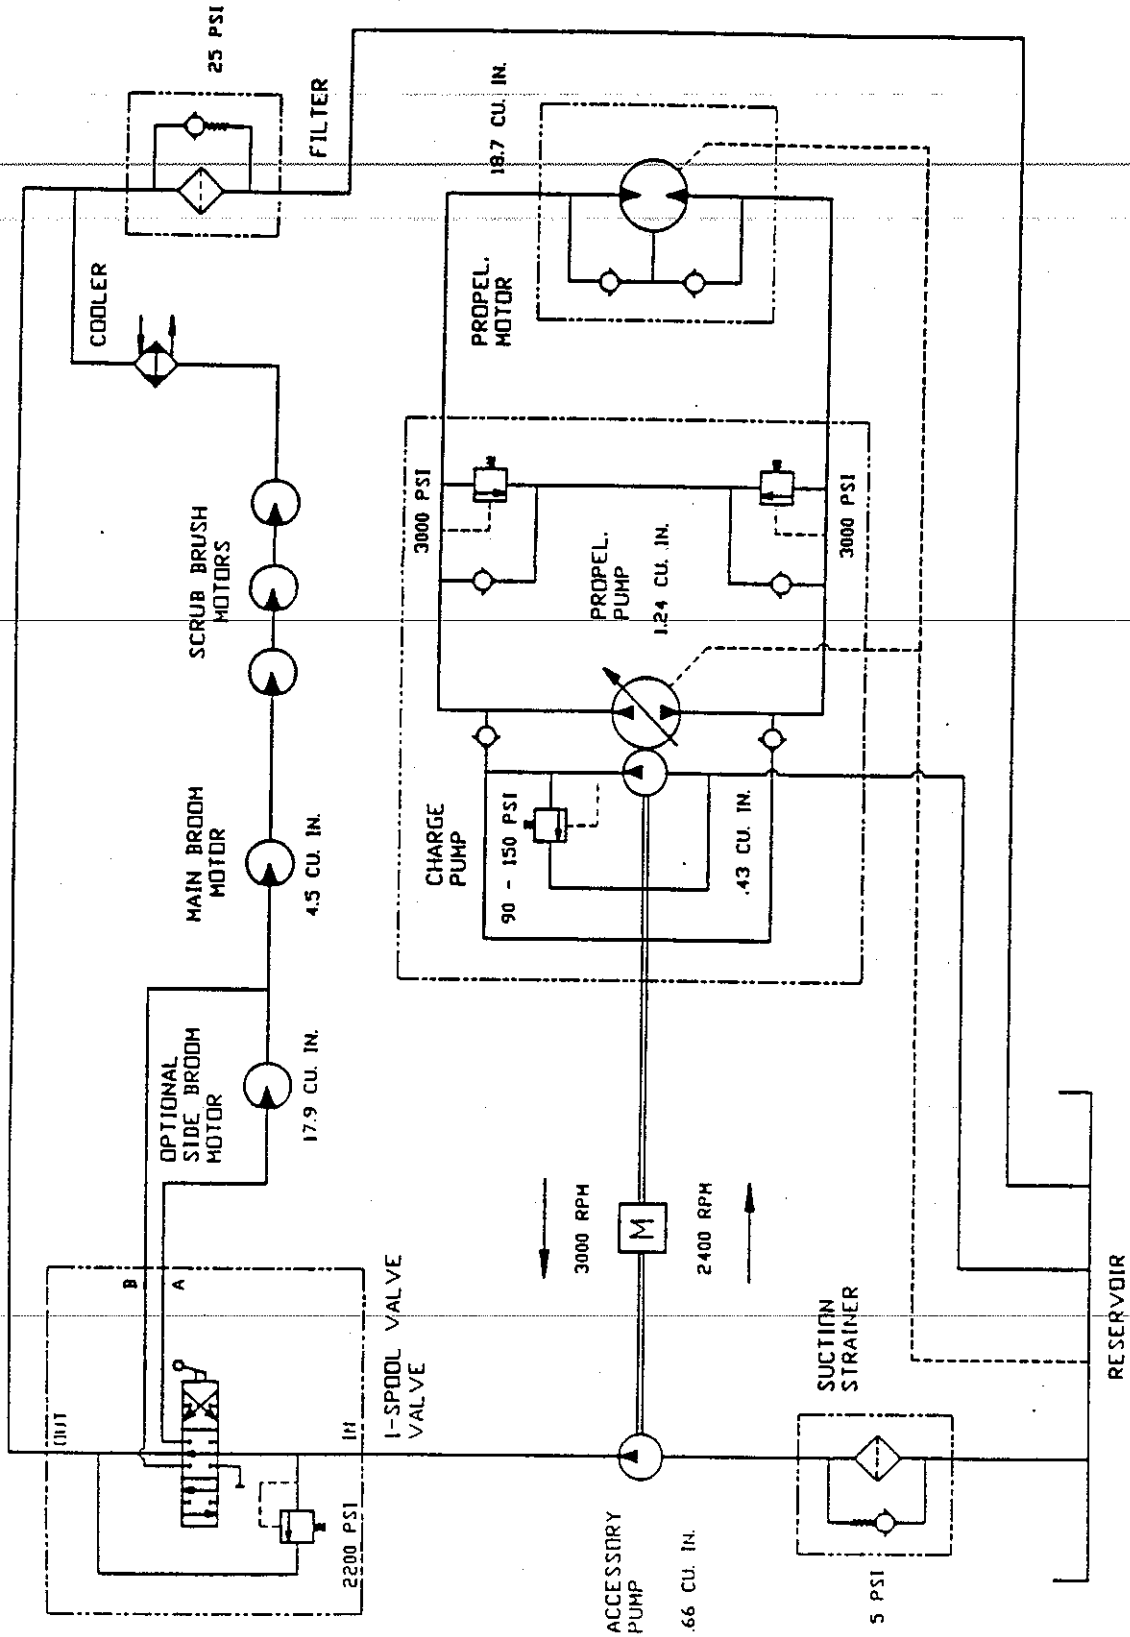 25 PSI
FILTER
COOLER
18.7 CU. IN.
PROPEL.
MOTOR
SCRUB BRUSH
MOTORS
3000 PSI
3000 PSI
PROPEL.
PUMP
1.24 CU. IN.
MAIN BROOM
MOTOR
4.5 CU. IN.
CHARGE
PUMP
90 - 150 PSI
.43 CU. IN.
OPTIONAL
SIDE BROOM
MOTOR
17.9 CU. IN.
B
A
OUT
IN
1-SPOOL VALVE
VALVE
2200 PSI
3000 RPM
M
2400 RPM
SUCTION
STRAINER
RESERVOIR
ACCESSORY
PUMP
.66 CU. IN.
5 PSI